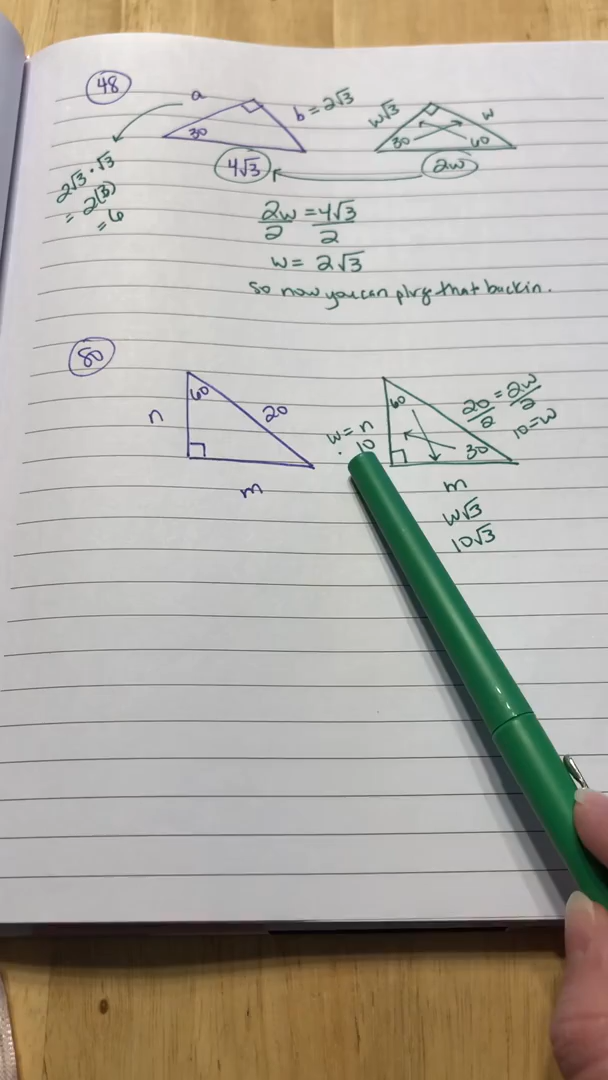 48
a
b = 2√3
30
4√3
w√3
w
30
60
2w
2√3 · √3
= 2(3)
= 6
2w = 4√3
2 2
w = 2√3
so now you can plug that back in.
80
60
n
20
m
60
20 = 2w
2 2
10 = w
w = n
10
30
m
w√3
10√3